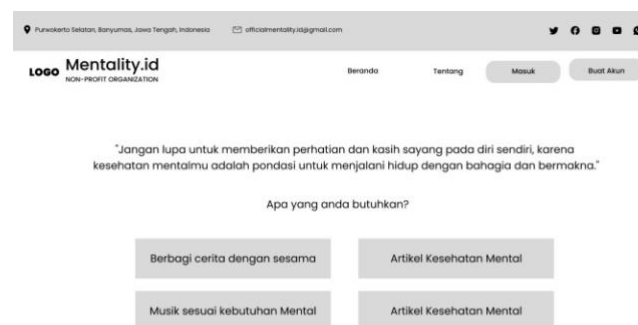 Purwokerto Selatan, Banyumas, Jawa Tengah, Indonesia officialmentality.id@gmail.com
LOGO Mentality.id
NON-PROFIT ORGANIZATION
Beranda Tentang Masuk Buat Akun
"Jangan lupa untuk memberikan perhatian dan kasih sayang pada diri sendiri, karena
kesehatan mentalmu adalah pondasi untuk menjalani hidup dengan bahagia dan bermakna."
Apa yang anda butuhkan?
Berbagi cerita dengan sesama Artikel Kesehatan Mental
Musik sesuai kebutuhan Mental Artikel Kesehatan Mental